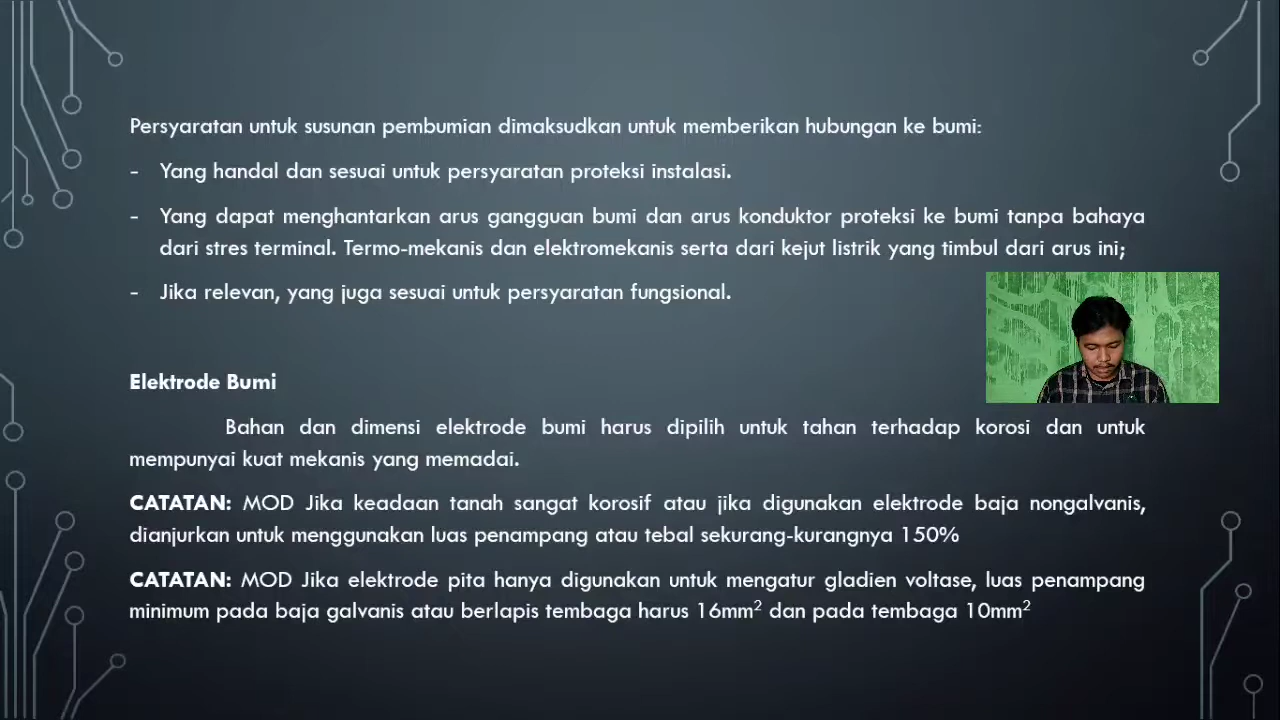 Persyaratan untuk susunan pembumian dimaksudkan untuk memberikan hubungan ke bumi:
- Yang handal dan sesuai untuk persyaratan proteksi instalasi.
- Yang dapat menghantarkan arus gangguan bumi dan arus konduktor proteksi ke bumi tanpa bahaya
dari stres terminal. Termo-mekanis dan elektromekanis serta dari kejut listrik yang timbul dari arus ini;
- Jika relevan, yang juga sesuai untuk persyaratan fungsional.
Elektrode Bumi
Bahan dan dimensi elektrode bumi harus dipilih untuk tahan terhadap korosi dan untuk
mempunyai kuat mekanis yang memadai.
CATATAN: MOD Jika keadaan tanah sangat korosif atau jika digunakan elektrode baja nongalvanis,
dianjurkan untuk menggunakan luas penampang atau tebal sekurang-kurangnya 150%
CATATAN: MOD Jika elektrode pita hanya digunakan untuk mengatur gladien voltase, luas penampang
minimum pada baja galvanis atau berlapis tembaga harus 16mm² dan pada tembaga 10mm²